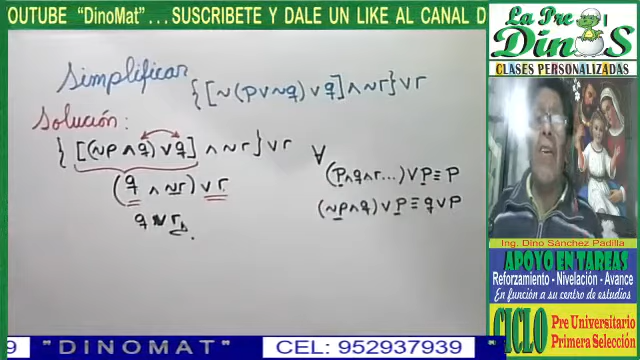 OUTUBE "DinoMat"... SUSCRIBETE Y DALE UN LIKE AL CANAL D
La Pre
DinoS
CLASES PERSONALIZADAS
Simplificar {[~(p∨~q)∨q]∧~r}∨r
Solución:
{[(~p∧q)∨q]∧~r}∨r
(q∧~r)∨r
q∨r
∀
(p∧q∧r...)∨p≡p
(~p∧q)∨p≡q∨p
Ing. Dino Sánchez Padilla
APOYO EN TAREAS
Reforzamiento - Nivelación - Avance
En función a su centro de estudios
CICLO Pre Universitario
Primera Selección
9 "DINOMAT" CEL: 952937939